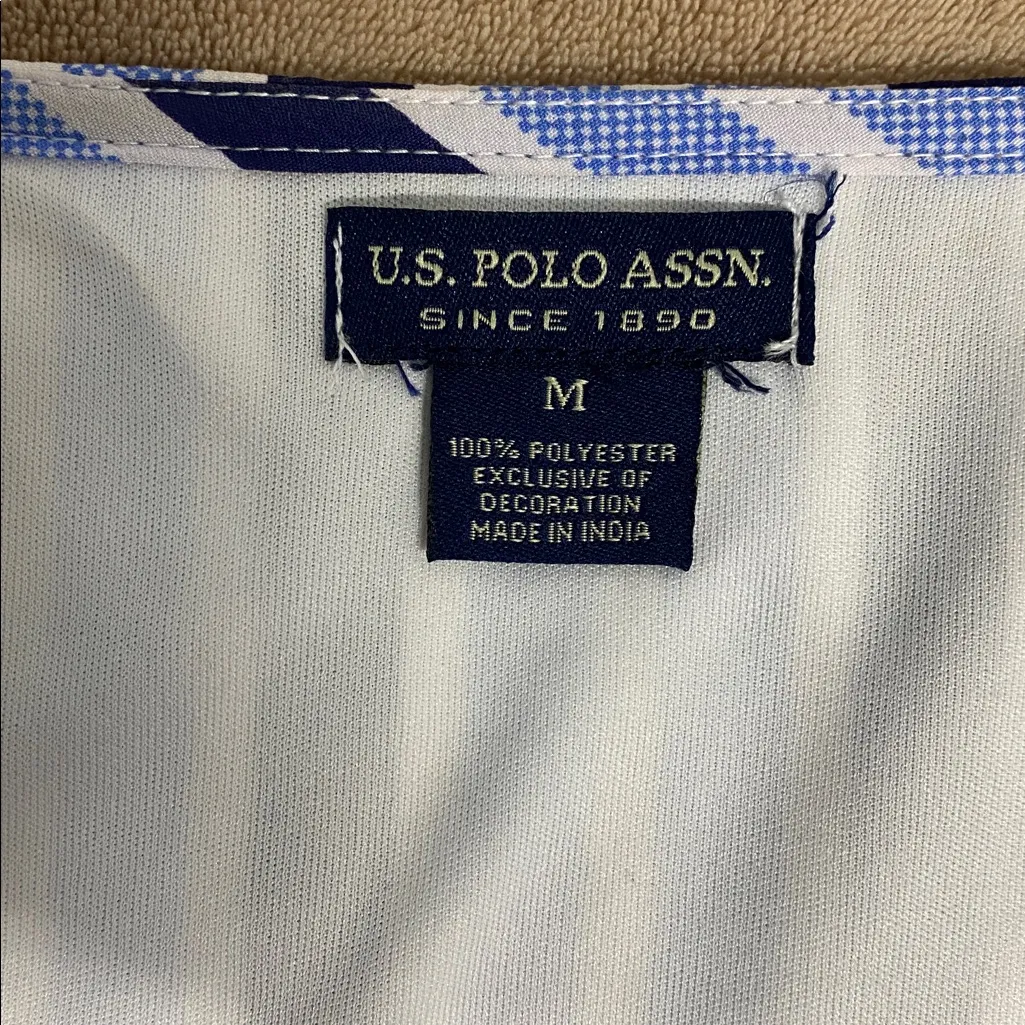 U.S. POLO ASSN.
SINCE 1890
M
100% POLYESTER
EXCLUSIVE OF
DECORATION
MADE IN INDIA